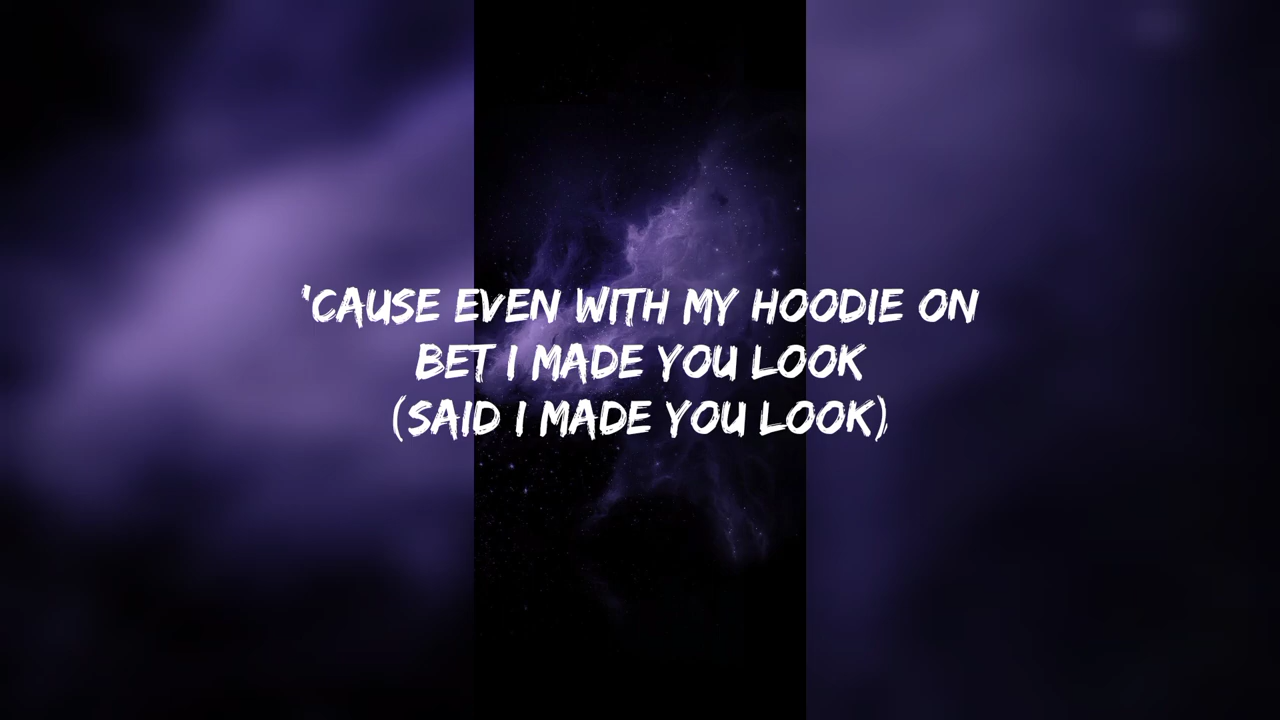 'CAUSE EVEN WITH MY HOODIE ON
BET I MADE YOU LOOK
(SAID I MADE YOU LOOK)